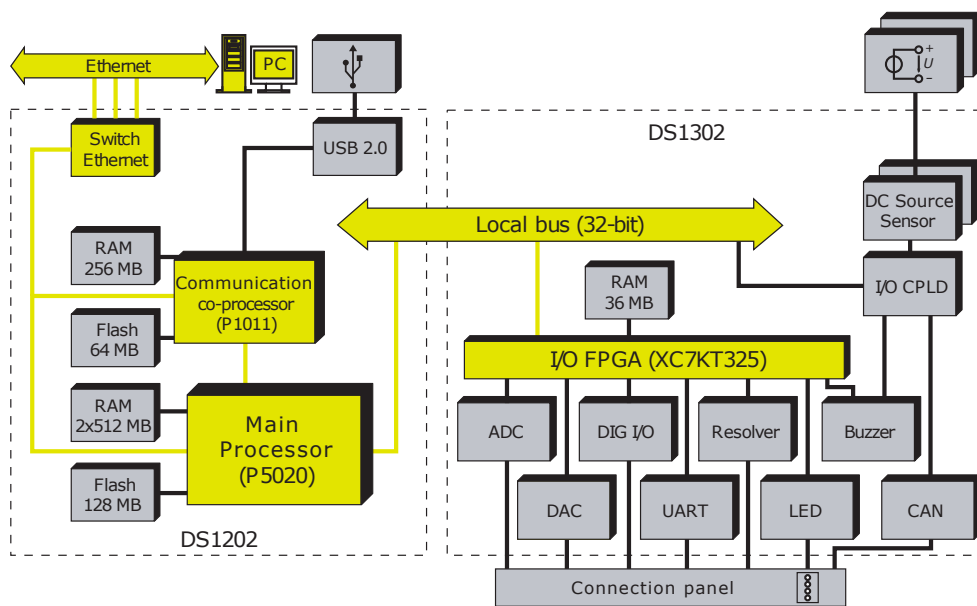 Ethernet
PC
+
U
−
Switch
Ethernet
USB 2.0
DS1302
DC Source
Sensor
Local bus (32-bit)
RAM
256 MB
Communication
co-processor
(P1011)
RAM
36 MB
I/O CPLD
Flash
64 MB
I/O FPGA (XC7KT325)
RAM
2x512 MB
Main
Processor
(P5020)
ADC
DIG I/O
Resolver
Buzzer
Flash
128 MB
DAC
UART
LED
CAN
DS1202
Connection panel